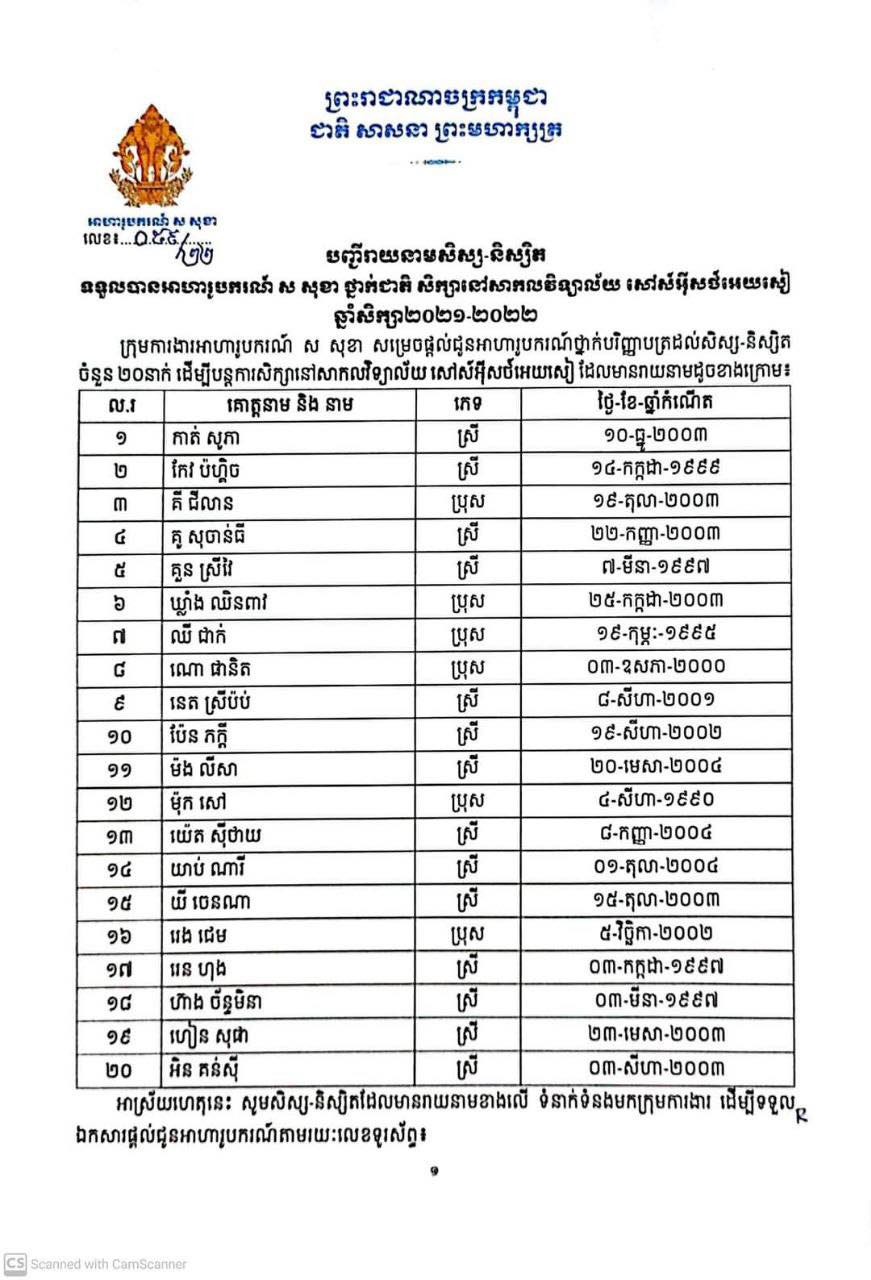 ព្រះរាជាណាចក្រកម្ពុជា
ជាតិ សាសនា ព្រះមហាក្សត្រ
អាហារូបករណ៍ ស សុខា
លេខ៖...០៥៩/២២......
បញ្ជីរាយនាមសិស្ស-និស្សិត
ទទួលបានអាហារូបករណ៍ ស សុខា ថ្នាក់ជាតិ សិក្សានៅសាកលវិទ្យាល័យ សៅស៍អ៊ីសថ៍អេយសៀ
ឆ្នាំសិក្សា២០២១-២០២២
ក្រុមការងារអាហារូបករណ៍ ស សុខា សម្រេចផ្តល់ជូនអាហារូបករណ៍ថ្នាក់បរិញ្ញាបត្រដល់សិស្ស-និស្សិត
ចំនួន ២០នាក់ ដើម្បីបន្តការសិក្សានៅសាកលវិទ្យាល័យ សៅស៍អ៊ីសថ៍អេយសៀ ដែលមានរាយនាមដូចខាងក្រោម៖
ល.រ គោត្តនាម និង នាម ភេទ ថ្ងៃ-ខែ-ឆ្នាំកំណើត
១ កាត់ សូភា ស្រី ១០-ធ្នូ-២០០៣
២ កែវ ប៉ហ្គិច ស្រី ១៤-កក្កដា-១៩៩៩
៣ គី ជីលាន ប្រុស ១៩-តុលា-២០០៣
៤ គូ សុចាន់ធី ស្រី ២២-កញ្ញា-២០០៣
៥ គួន ស្រីវៃ ស្រី ៧-មីនា-១៩៩៧
៦ ឃ្លាំង ឈិនពាវ ប្រុស ២៥-កក្កដា-២០០៣
៧ ឈី ជាក់ ប្រុស ១៩-កុម្ភៈ-១៩៩៥
៨ ណោ ផានិត ប្រុស ០៣-ឧសភា-២០០០
៩ នេត ស្រីប៉ប់ ស្រី ៨-សីហា-២០០១
១០ ប៉ែន ភក្តី ស្រី ១៩-សីហា-២០០២
១១ ម៉ង លីសា ស្រី ២០-មេសា-២០០៤
១២ ម៉ុក សៅ ប្រុស ៤-សីហា-១៩៩០
១៣ យ៉េត ស៊ីថាយ ស្រី ៨-កញ្ញា-២០០៤
១៤ យាប់ ណារី ស្រី ០១-តុលា-២០០៤
១៥ យី ចេនណា ស្រី ១៥-តុលា-២០០៣
១៦ រេង ជេម ប្រុស ៥-វិច្ឆិកា-២០០២
១៧ រេន ហុង ស្រី ០៣-កក្កដា-១៩៩៧
១៨ ហ៊ាង ច័ន្ទមិនា ស្រី ០៣-មីនា-១៩៩៧
១៩ ហៀន សុផា ស្រី ២៣-មេសា-២០០៣
២០ អិន គន់ស៊ី ស្រី ០៣-សីហា-២០០៣
អាស្រ័យហេតុនេះ សូមសិស្ស-និស្សិតដែលមានរាយនាមខាងលើ ទំនាក់ទំនងមកក្រុមការងារ ដើម្បីទទួល
ឯកសារផ្តល់ជូនអាហារូបករណ៍តាមរយៈលេខទូរស័ព្ទ៖
១
CS Scanned with CamScanner